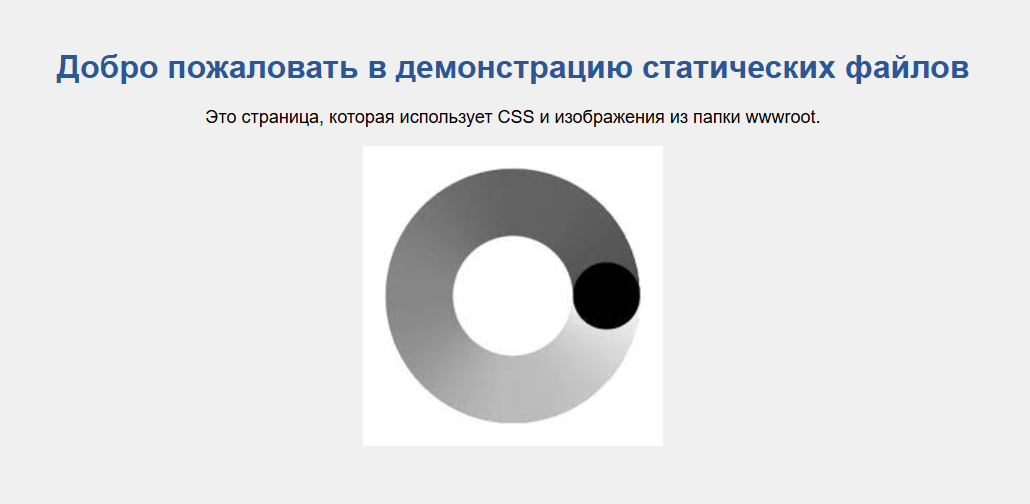 Добро пожаловать в демонстрацию статических файлов
Это страница, которая использует CSS и изображения из папки wwwroot.